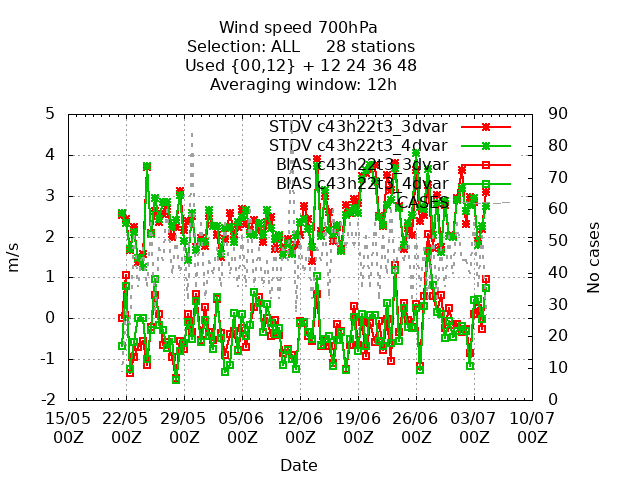 Wind speed 700hPa
Selection: ALL 28 stations
Used {00,12} + 12 24 36 48
Averaging window: 12h
STDV c43h22t3_3dvar
STDV c43h22t3_4dvar
BIAS c43h22t3_3dvar
BIAS c43h22t3_4dvar
CASES
5
4
3
2
1
0
-1
-2
m/s
90
80
70
60
50
40
30
20
10
0
No cases
15/05 22/05 29/05 05/06 12/06 19/06 26/06 03/07 10/07
00Z 00Z 00Z 00Z 00Z 00Z 00Z 00Z 00Z
Date